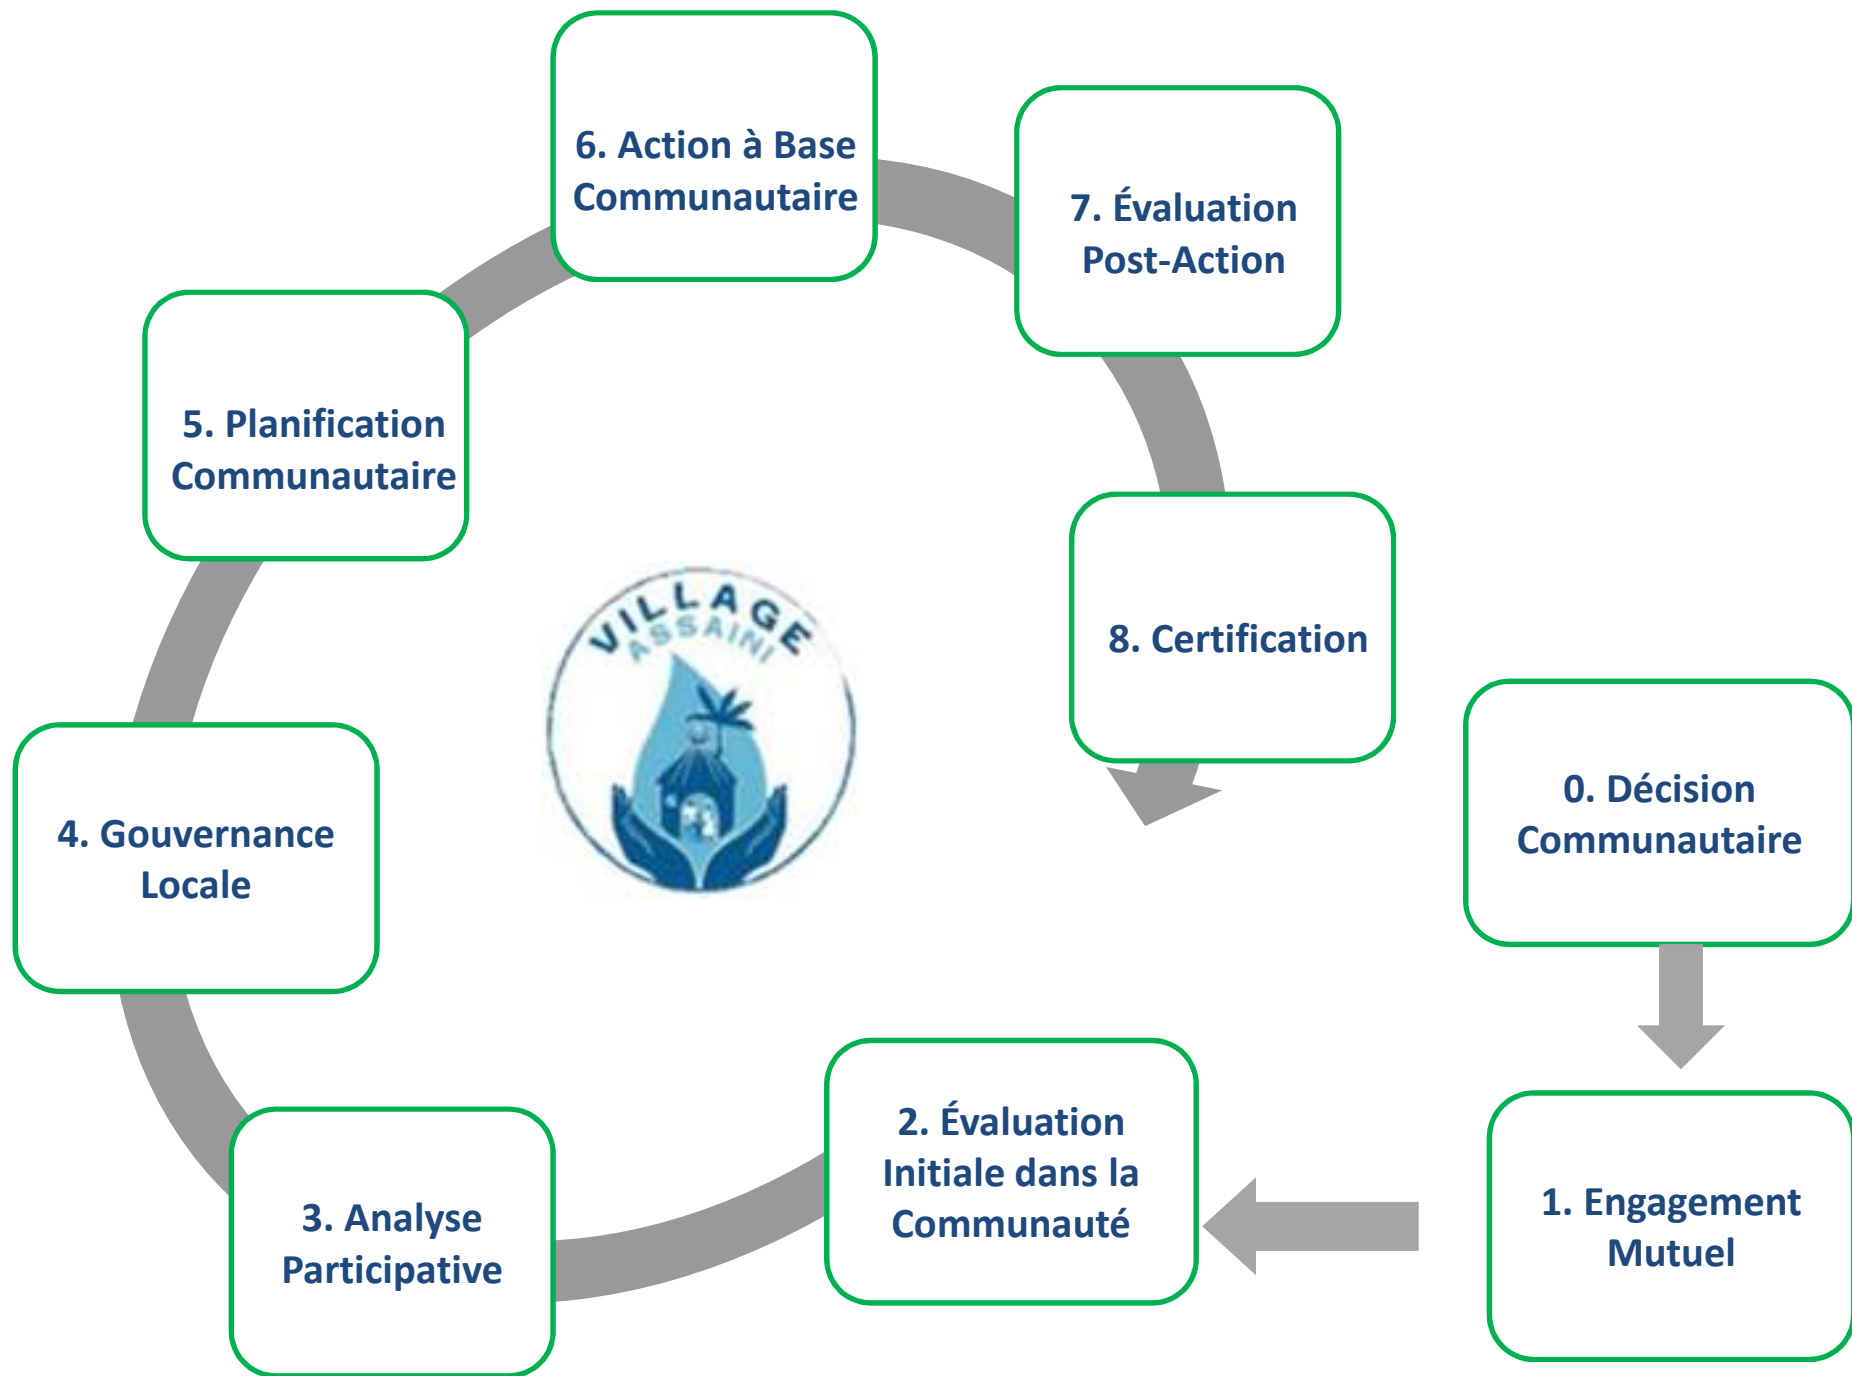 6. Action à Base
Communautaire
7. Évaluation
Post-Action
5. Planification
Communautaire
VILLAGE
ASSAINI
8. Certification
0. Décision
Communautaire
4. Gouvernance
Locale
2. Évaluation
Initiale dans la
Communauté
3. Analyse
Participative
1. Engagement
Mutuel